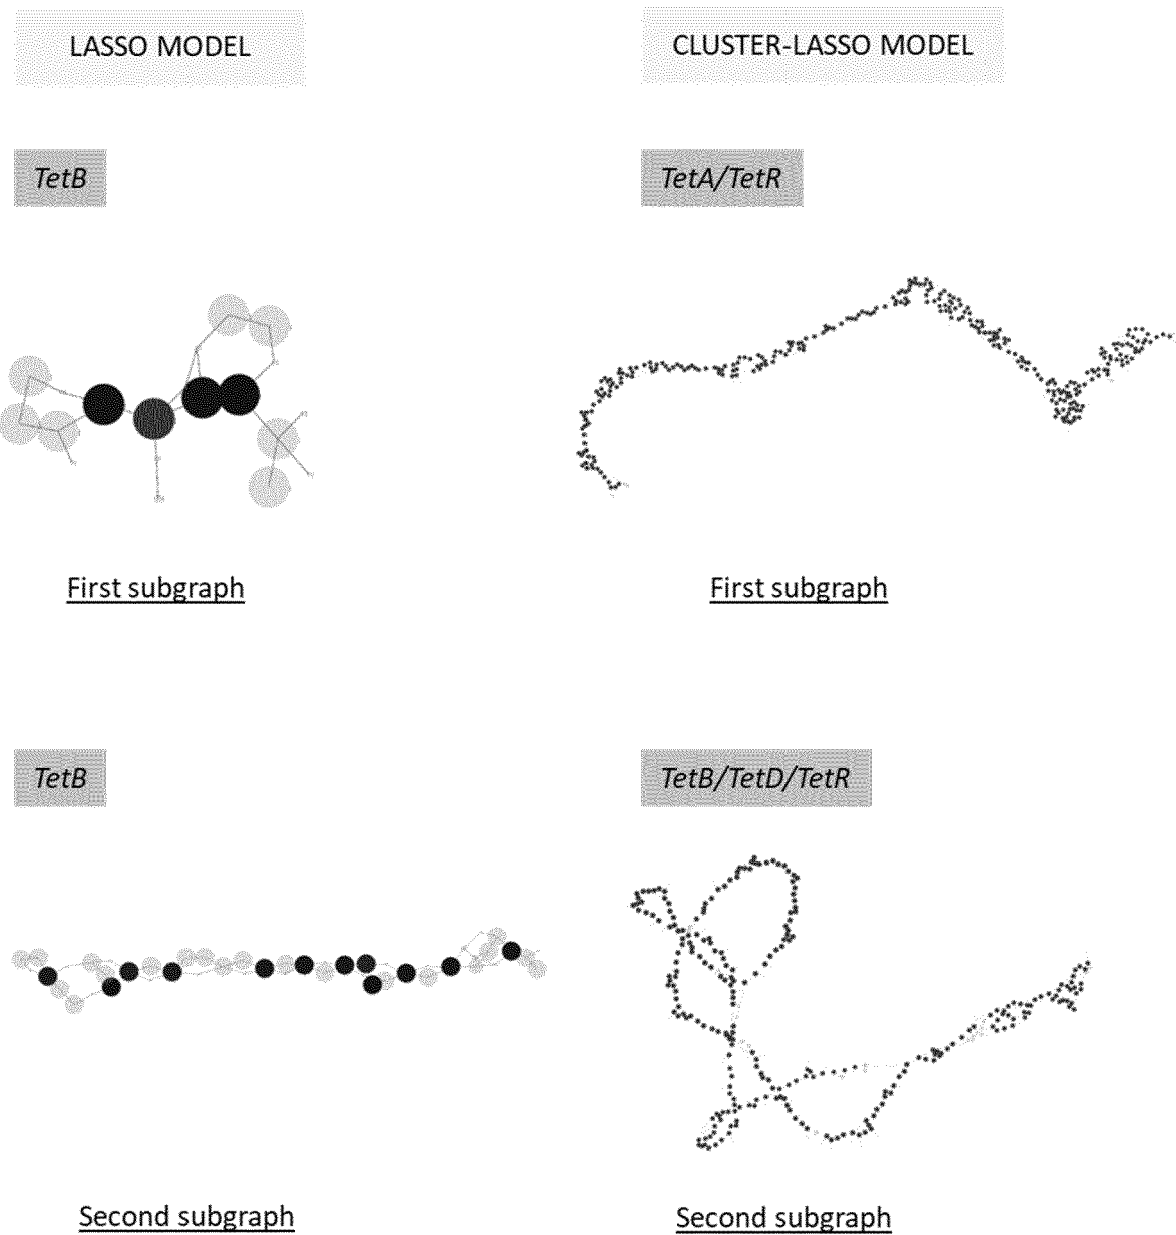 LASSO MODEL
CLUSTER-LASSO MODEL
TetB
TetA/TetR
First subgraph
First subgraph
TetB
TetB/TetD/TetR
Second subgraph
Second subgraph